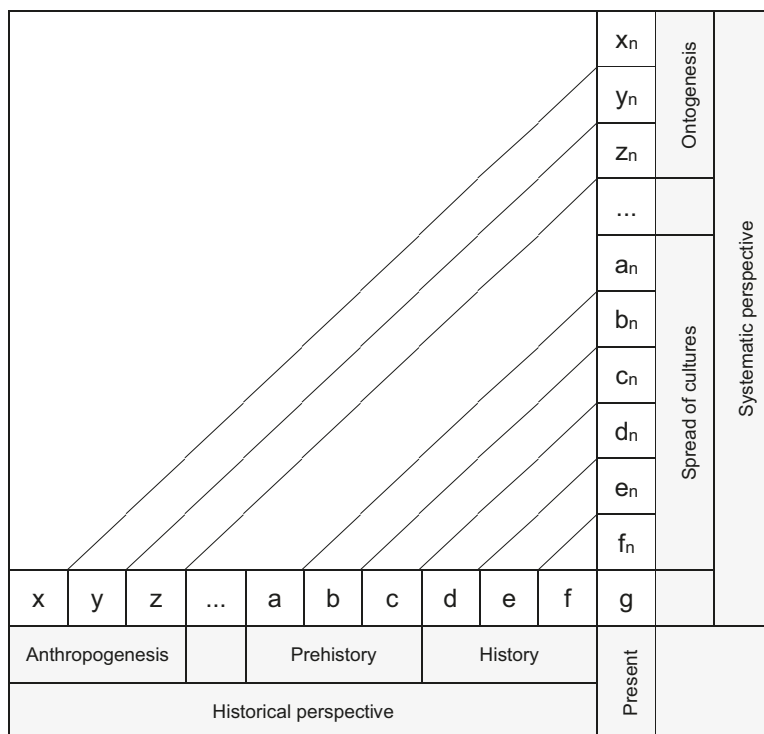 xₙ
yₙ
zₙ
...
aₙ
bₙ
cₙ
dₙ
eₙ
fₙ
Ontogenesis
Spread of cultures
Systematic perspective
x y z ... a b c d e f g
Anthropogenesis Prehistory History
Historical perspective
Present